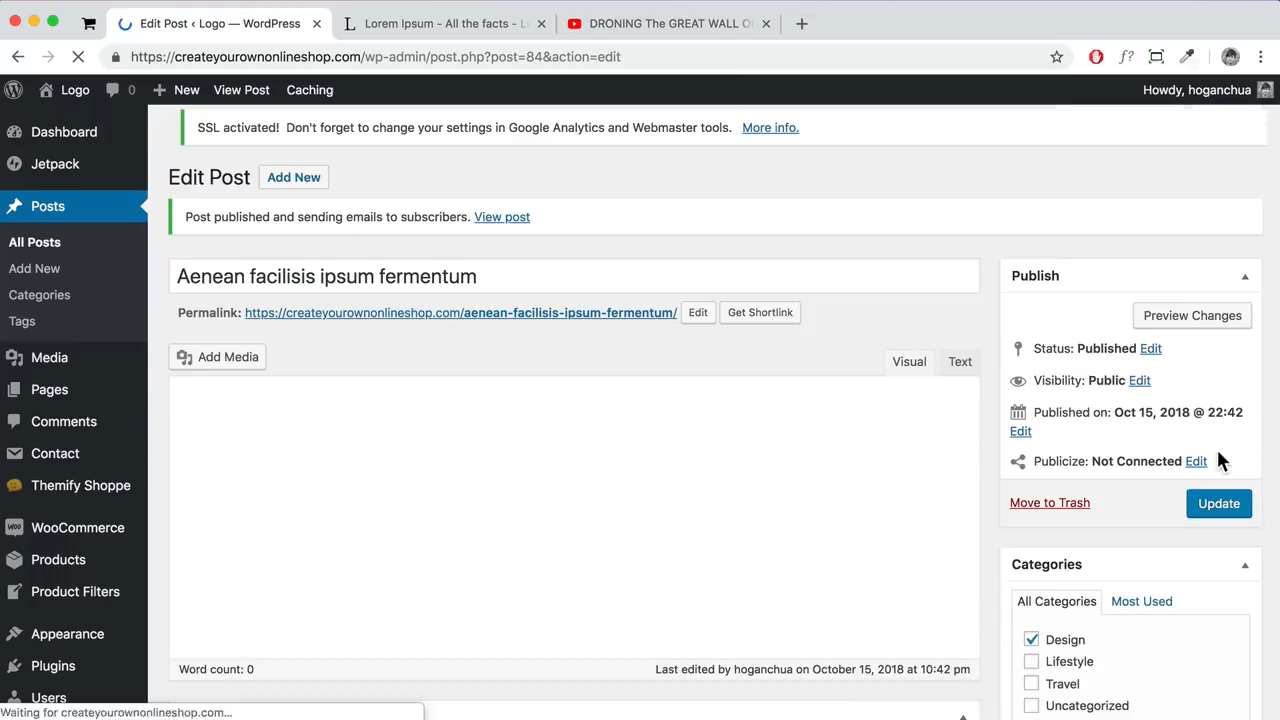 Edit Post ‹ Logo — WordPress
Lorem Ipsum - All the facts - Li
DRONING The GREAT WALL O
https://createyourownonlineshop.com/wp-admin/post.php?post=84&action=edit
Logo 0 New View Post Caching Howdy, hoganchua
SSL activated! Don't forget to change your settings in Google Analytics and Webmaster tools. More info.
Dashboard
Jetpack
Posts
All Posts
Add New
Categories
Tags
Media
Pages
Comments
Contact
Themify Shoppe
WooCommerce
Products
Product Filters
Appearance
Plugins
Users
Edit Post Add New
Post published and sending emails to subscribers. View post
Aenean facilisis ipsum fermentum
Permalink: https://createyourownonlineshop.com/aenean-facilisis-ipsum-fermentum/ Edit Get Shortlink
Add Media
Visual Text
Word count: 0 Last edited by hoganchua on October 15, 2018 at 10:42 pm
Publish
Preview Changes
Status: Published Edit
Visibility: Public Edit
Published on: Oct 15, 2018 @ 22:42
Edit
Publicize: Not Connected Edit
Move to Trash Update
Categories
All Categories Most Used
Design
Lifestyle
Travel
Uncategorized
Waiting for createyourownonlineshop.com...